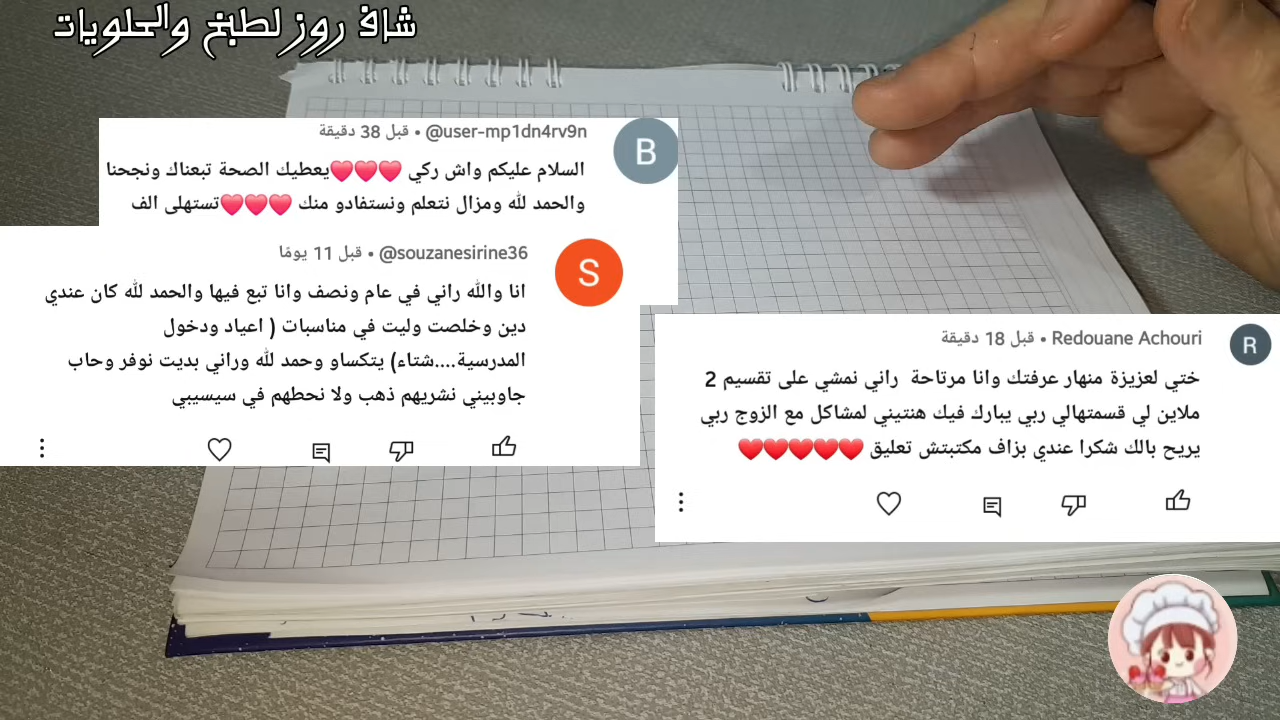 شاف روز لطبخ والحلويات
@user-mp1dn4rv9n • قبل 38 دقيقة
B
السلام عليكم واش ركي ❤❤❤يعطيك الصحة تبعناك ونجحنا
والحمد لله ومزال نتعلم ونستفادو منك ❤❤❤تستهلى الف
@souzanesirine36 • قبل 11 يومًا
S
انا والله راني في عام ونصف وانا تبع فيها والحمد لله كان عندي
دين وخلصت وليت في مناسبات ( اعياد ودخول
المدرسية....شتاء) يتكساو وحمد لله وراني بديت نوفر وحاب
جاوبيني نشريهم ذهب ولا نحطهم في سيسيبي
Redouane Achouri • قبل 18 دقيقة
R
ختي لعزيزة منهار عرفتك وانا مرتاحة راني نمشي على تقسيم 2
ملاين لي قسمتهالي ربي يبارك فيك هنتيني لمشاكل مع الزوج ربي
يريح بالك شكرا عندي بزاف مكتبتش تعليق ❤❤❤❤❤